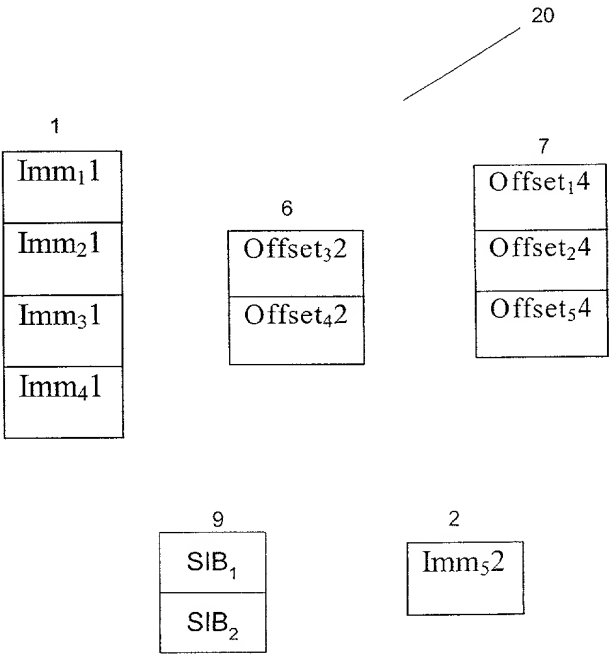 20
1
Imm₁1
Imm₂1
Imm₃1
Imm₄1
6
Offset₃2
Offset₄2
7
Offset₁4
Offset₂4
Offset₅4
9
SIB₁
SIB₂
2
Imm₅2